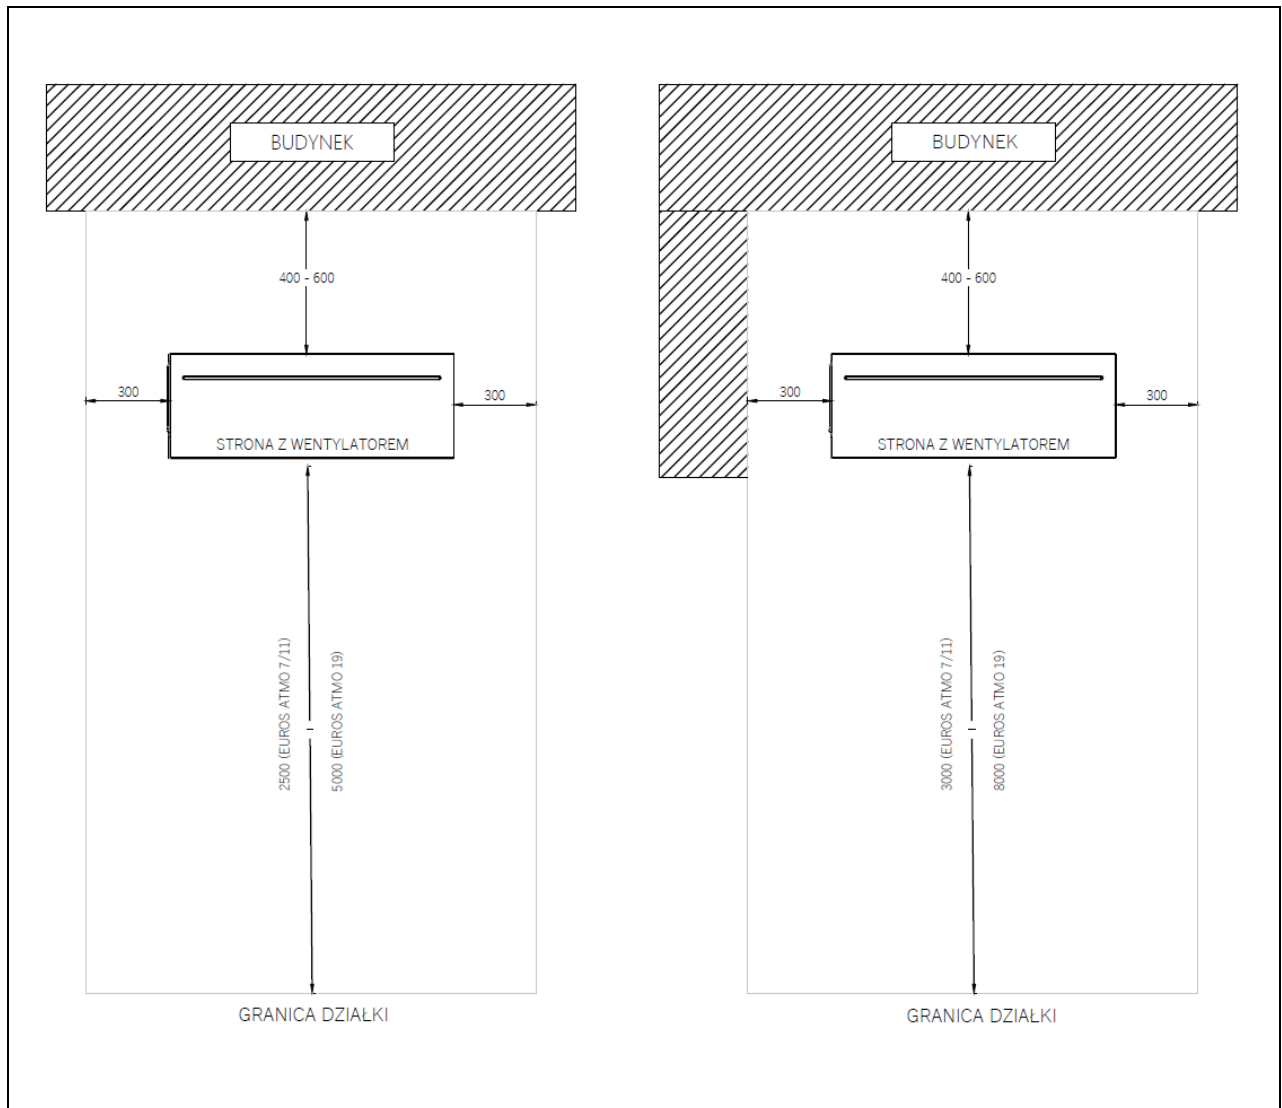 BUDYNEK
400 - 600
300
300
STRONA Z WENTYLATOREM
2500 (EUROS ATMO 7/11)
5000 (EUROS ATMO 19)
GRANICA DZIAŁKI
BUDYNEK
400 - 600
300
300
STRONA Z WENTYLATOREM
3000 (EUROS ATMO 7/11)
8000 (EUROS ATMO 19)
GRANICA DZIAŁKI